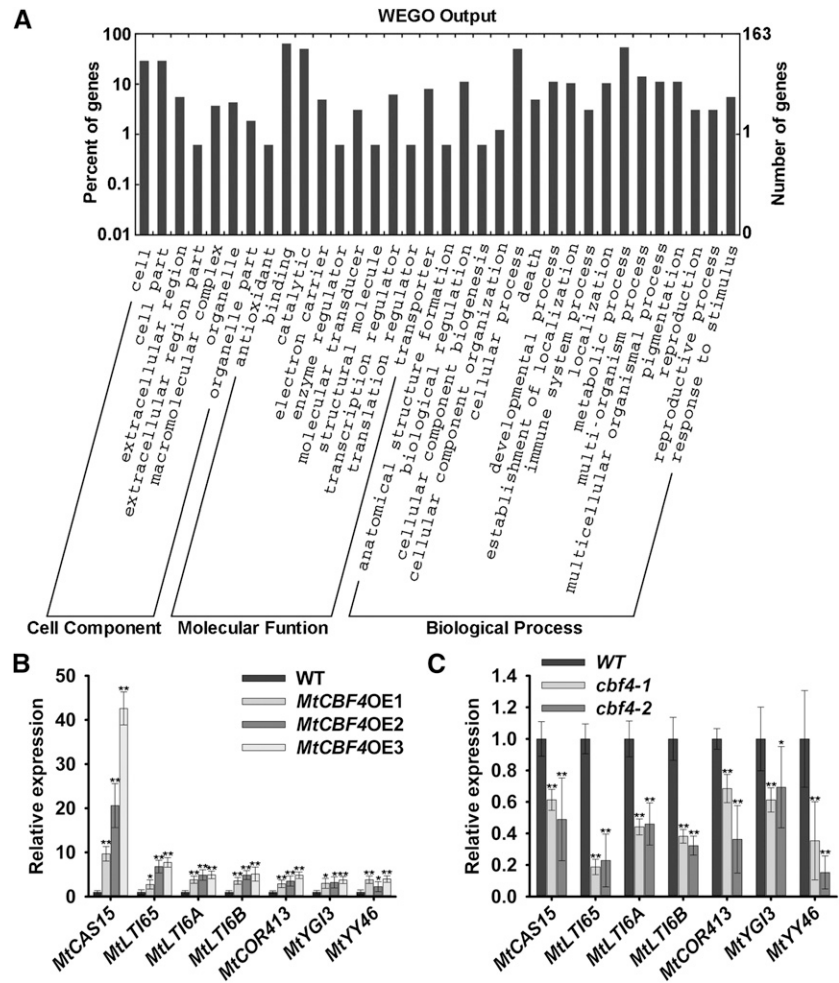 A
WEGO Output
Percent of genes
100
10
1
0.1
0.01
163
1
0
Number of genes
cell
cell part
extracellular region
extracellular region part
macromolecular complex
organelle
organelle part
antioxidant
binding
catalytic
electron carrier
enzyme regulator
molecular transducer
structural molecule
transcription regulator
translation regulator
transporter
anatomical structure formation
biological regulation
cellular component biogenesis
cellular component organization
cellular process
death
developmental process
establishment of localization
immune system process
localization
metabolic process
multi-organism process
multicellular organismal process
pigmentation
reproduction
reproductive process
response to stimulus
Cell Component
Molecular Funtion
Biological Process
B
Relative expression
50
40
30
20
10
0
WT
MtCBF4OE1
MtCBF4OE2
MtCBF4OE3
** ** **
* ** **
** ** **
** ** **
** ** **
* ***
** * **
MtCAS15
MtLTI65
MtLTI6A
MtLTI6B
MtCOR413
MtYGI3
MtYY46
C
Relative expression
1.4
1.2
1.0
0.8
0.6
0.4
0.2
0.0
WT
cbf4-1
cbf4-2
** **
** **
** **
** **
** **
** *
** **
MtCAS15
MtLTI65
MtLTI6A
MtLTI6B
MtCOR413
MtYGI3
MtYY46